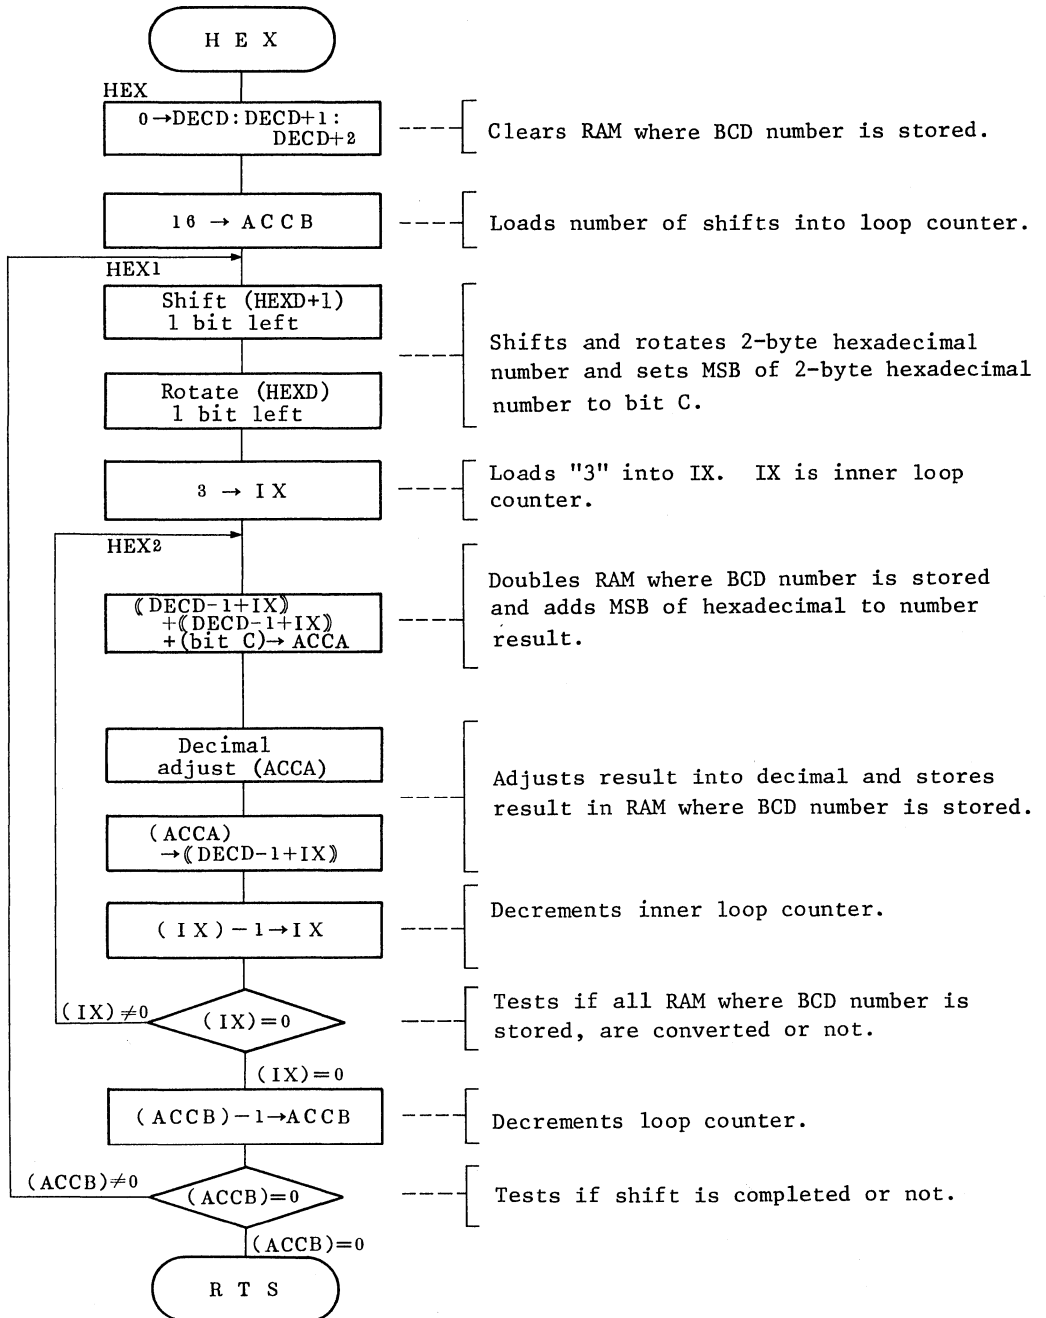 H E X
HEX
0→DECD:DECD+1:
DECD+2
Clears RAM where BCD number is stored.
16 → ACCB
Loads number of shifts into loop counter.
HEX1
Shift (HEXD+1)
1 bit left
Rotate (HEXD)
1 bit left
Shifts and rotates 2-byte hexadecimal
number and sets MSB of 2-byte hexadecimal
number to bit C.
3 → IX
Loads "3" into IX. IX is inner loop
counter.
HEX2
⟪DECD-1+IX⟫
+⟪DECD-1+IX⟫
+(bit C)→ ACCA
Doubles RAM where BCD number is stored
and adds MSB of hexadecimal to number
result.
Decimal
adjust (ACCA)
(ACCA)
→⟪DECD-1+IX⟫
Adjusts result into decimal and stores
result in RAM where BCD number is stored.
(IX)-1→IX
Decrements inner loop counter.
(IX)≠0
(IX)=0
Tests if all RAM where BCD number is
stored, are converted or not.
(IX)=0
(ACCB)-1→ACCB
Decrements loop counter.
(ACCB)≠0
(ACCB)=0
Tests if shift is completed or not.
(ACCB)=0
R T S